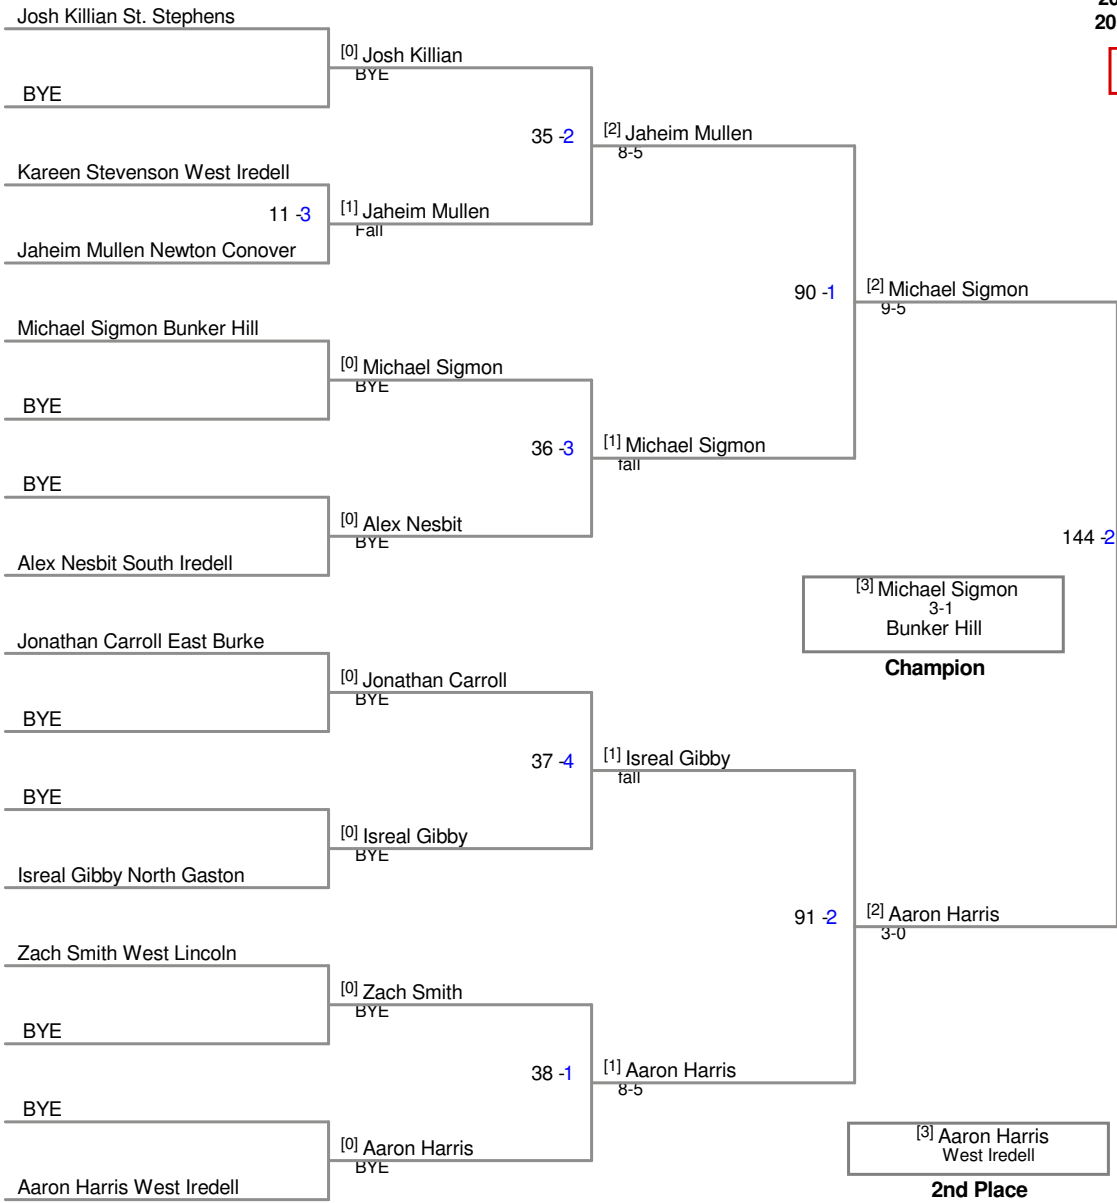 Josh Killian St. Stephens
BYE
Kareen Stevenson West Iredell
11 -3
Jaheim Mullen Newton Conover
Michael Sigmon Bunker Hill
BYE
BYE
Alex Nesbit South Iredell
Jonathan Carroll East Burke
BYE
BYE
Isreal Gibby North Gaston
Zach Smith West Lincoln
BYE
BYE
Aaron Harris West Iredell
[0] Josh Killian
BYE
35 -2
[1] Jaheim Mullen
Fall
[0] Michael Sigmon
BYE
36 -3
[0] Alex Nesbit
BYE
[0] Jonathan Carroll
BYE
37 -4
[0] Isreal Gibby
BYE
[0] Zach Smith
BYE
38 -1
[0] Aaron Harris
BYE
[2] Jaheim Mullen
8-5
90 -1
[1] Michael Sigmon
fall
[1] Isreal Gibby
fall
91 -2
[1] Aaron Harris
8-5
20
[2] Michael Sigmon
9-5
144 -2
[2] Aaron Harris
3-0
[3] Michael Sigmon
3-1
Bunker Hill
Champion
[3] Aaron Harris
West Iredell
2nd Place